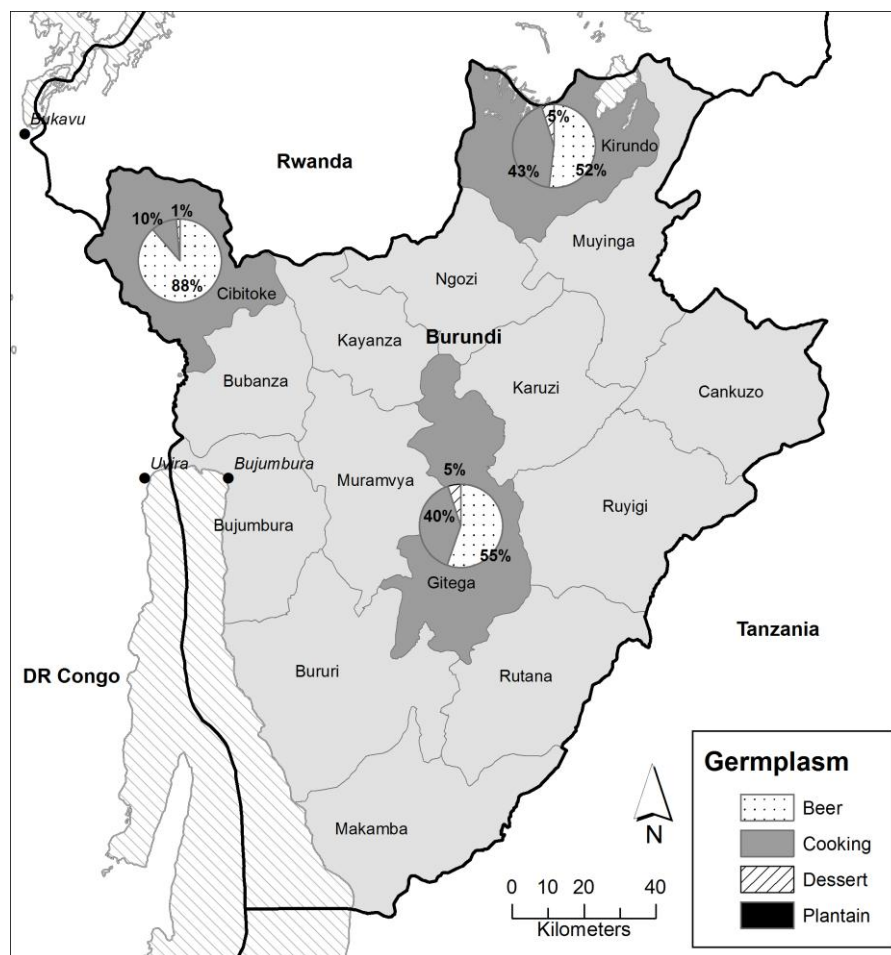 Bukavu
Rwanda
5%
Kirundo
43%
52%
10%
1%
88%
Cibitoke
Muyinga
Ngozi
Kayanza
Burundi
Bubanza
Karuzi
Cankuzo
Uvira
Bujumbura
Muramvya
5%
Ruyigi
Bujumbura
40%
55%
Gitega
Tanzania
DR Congo
Bururi
Rutana
Makamba
N
0 10 20 40
Kilometers
Germplasm
Beer
Cooking
Dessert
Plantain